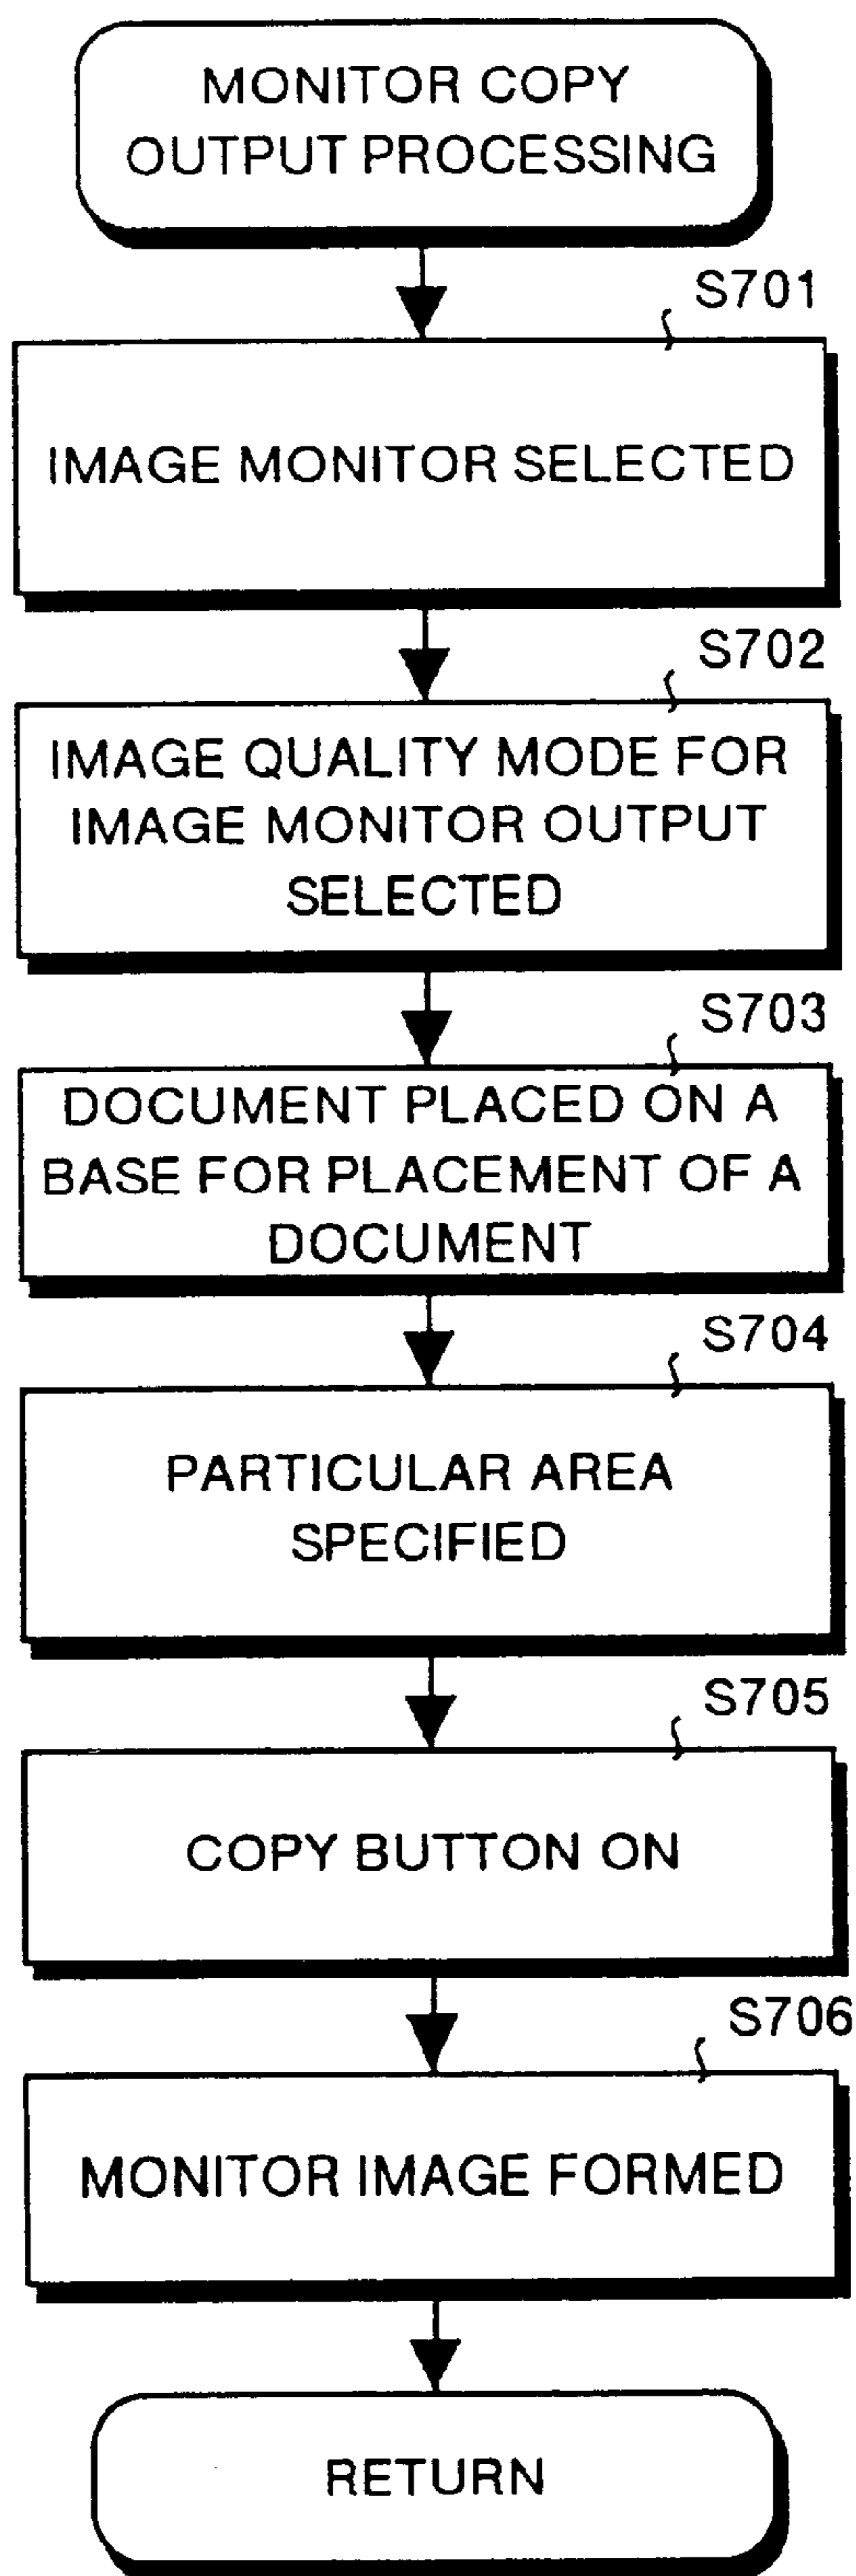 MONITOR COPY
OUTPUT PROCESSING
S701
IMAGE MONITOR SELECTED
S702
IMAGE QUALITY MODE FOR
IMAGE MONITOR OUTPUT
SELECTED
S703
DOCUMENT PLACED ON A
BASE FOR PLACEMENT OF A
DOCUMENT
S704
PARTICULAR AREA
SPECIFIED
S705
COPY BUTTON ON
S706
MONITOR IMAGE FORMED
RETURN